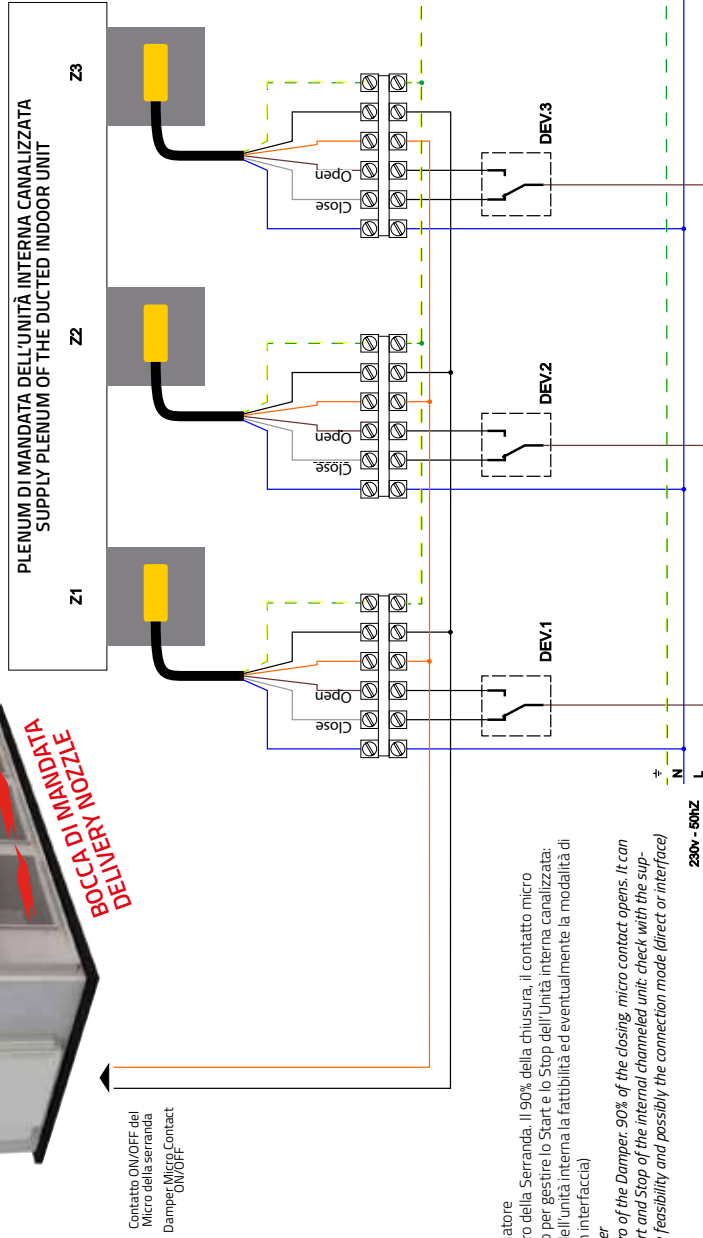 PLENUM DI MANDATA DELL'UNITÀ INTERNA CANALIZZATA
SUPPLY PLENUM OF THE DUCTED INDOOR UNIT
Z1
Z2
Z3
BOCCA DI MANDATA
DELIVERY NOZZLE
Close
Open
Close
Open
Close
Open
DEV.1
DEV.2
DEV.3
Contatto ON/OFF del
Micro della serranda
Damper Micro Contact
ON/OFF
N
L
230v - 50hZ
iatore
ro della Serranda. Il 90% della chiusura, il contatto micro
o per gestire lo Start e lo Stop dell'Unità interna canalizzata:
dell'unità interna la fattibilità ed eventualmente la modalità di
n interfaccia)
er
ro of the Damper. 90% of the closing, micro contact opens. It can
rt and Stop of the internal channeled unit: check with the sup-
e feasibility and possibly the connection mode (direct or interface)